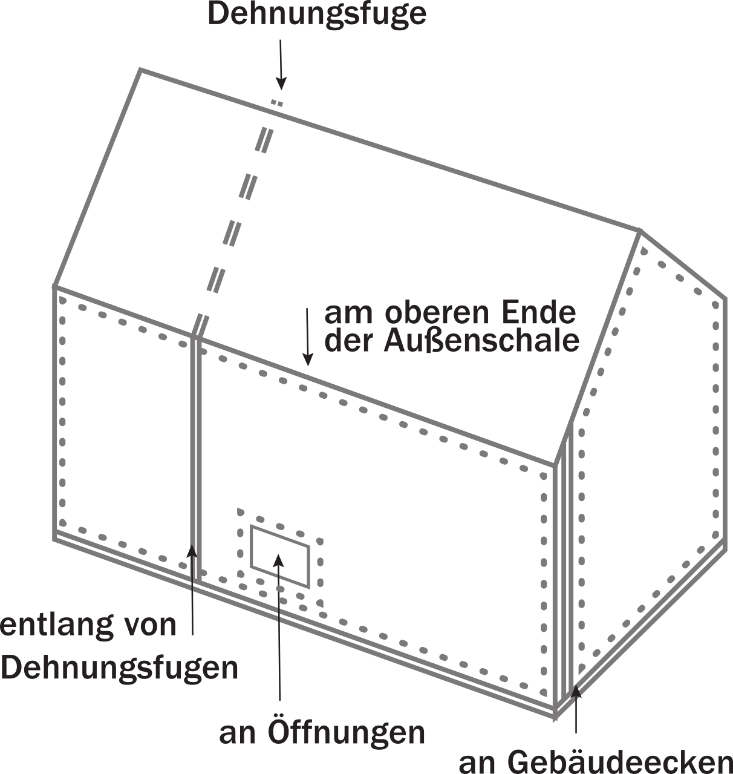 Dehnungsfuge
am oberen Ende
der Außenschale
entlang von
Dehnungsfugen
an Öffnungen
an Gebäudeecken